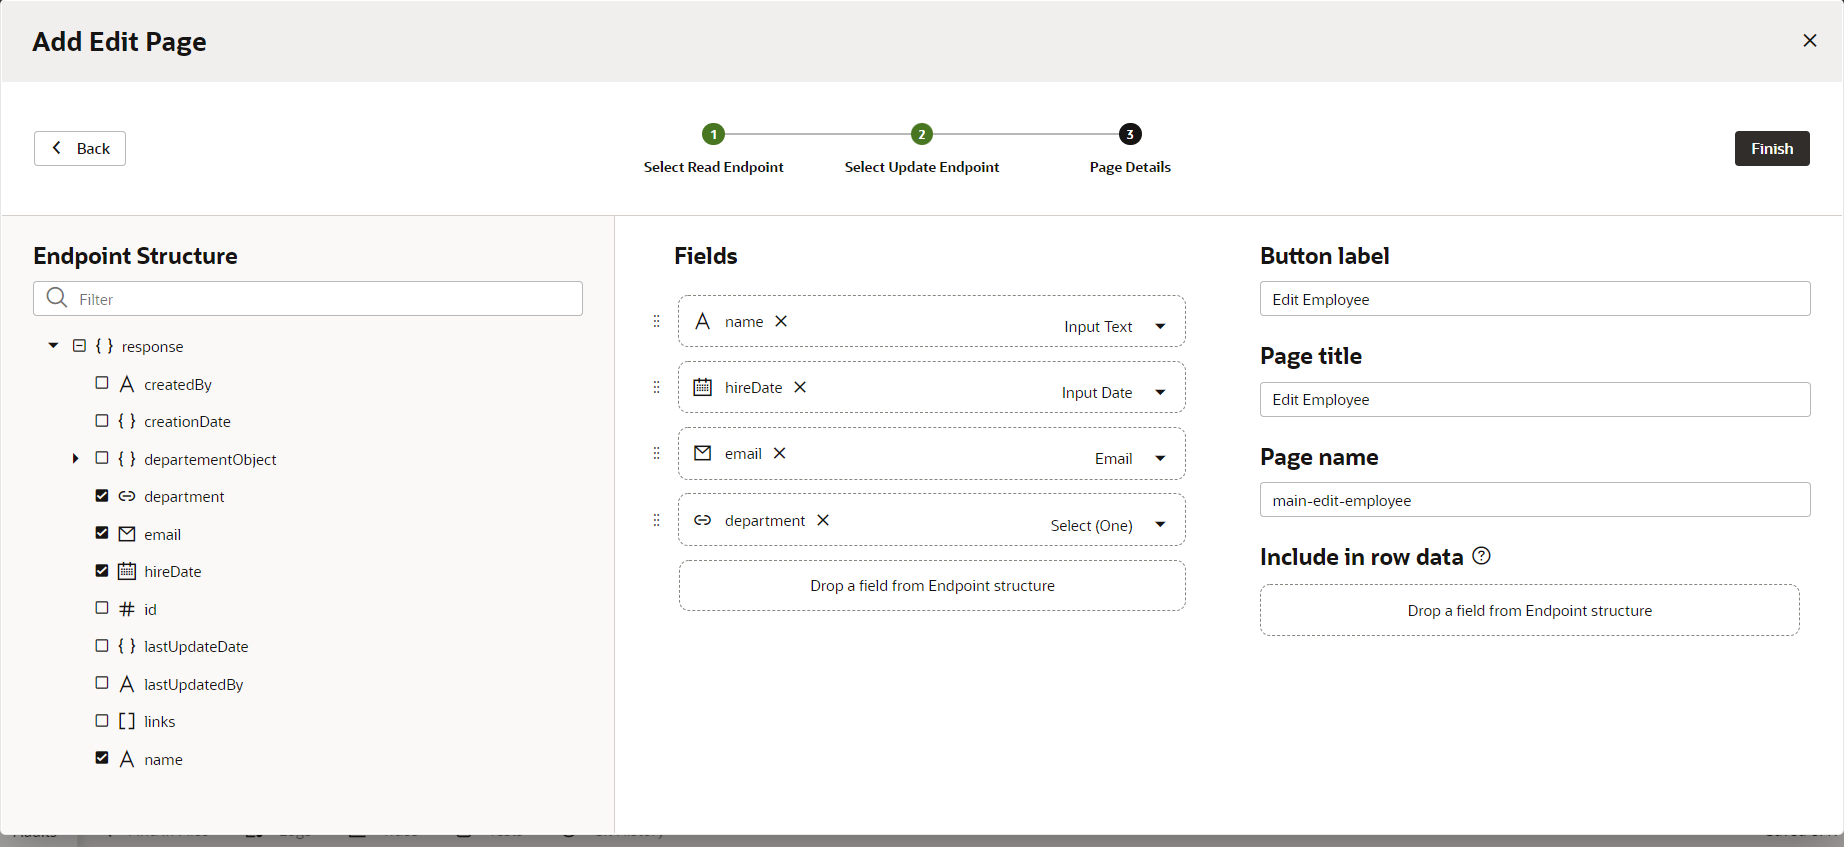 Add Edit Page
Back
1
2
3
Select Read Endpoint
Select Update Endpoint
Page Details
Finish
Endpoint Structure
Filter
response
createdBy
creationDate
departementObject
department
email
hireDate
id
lastUpdateDate
lastUpdatedBy
links
name
Fields
name
Input Text
hireDate
Input Date
email
Email
department
Select (One)
Drop a field from Endpoint structure
Button label
Edit Employee
Page title
Edit Employee
Page name
main-edit-employee
Include in row data
Drop a field from Endpoint structure